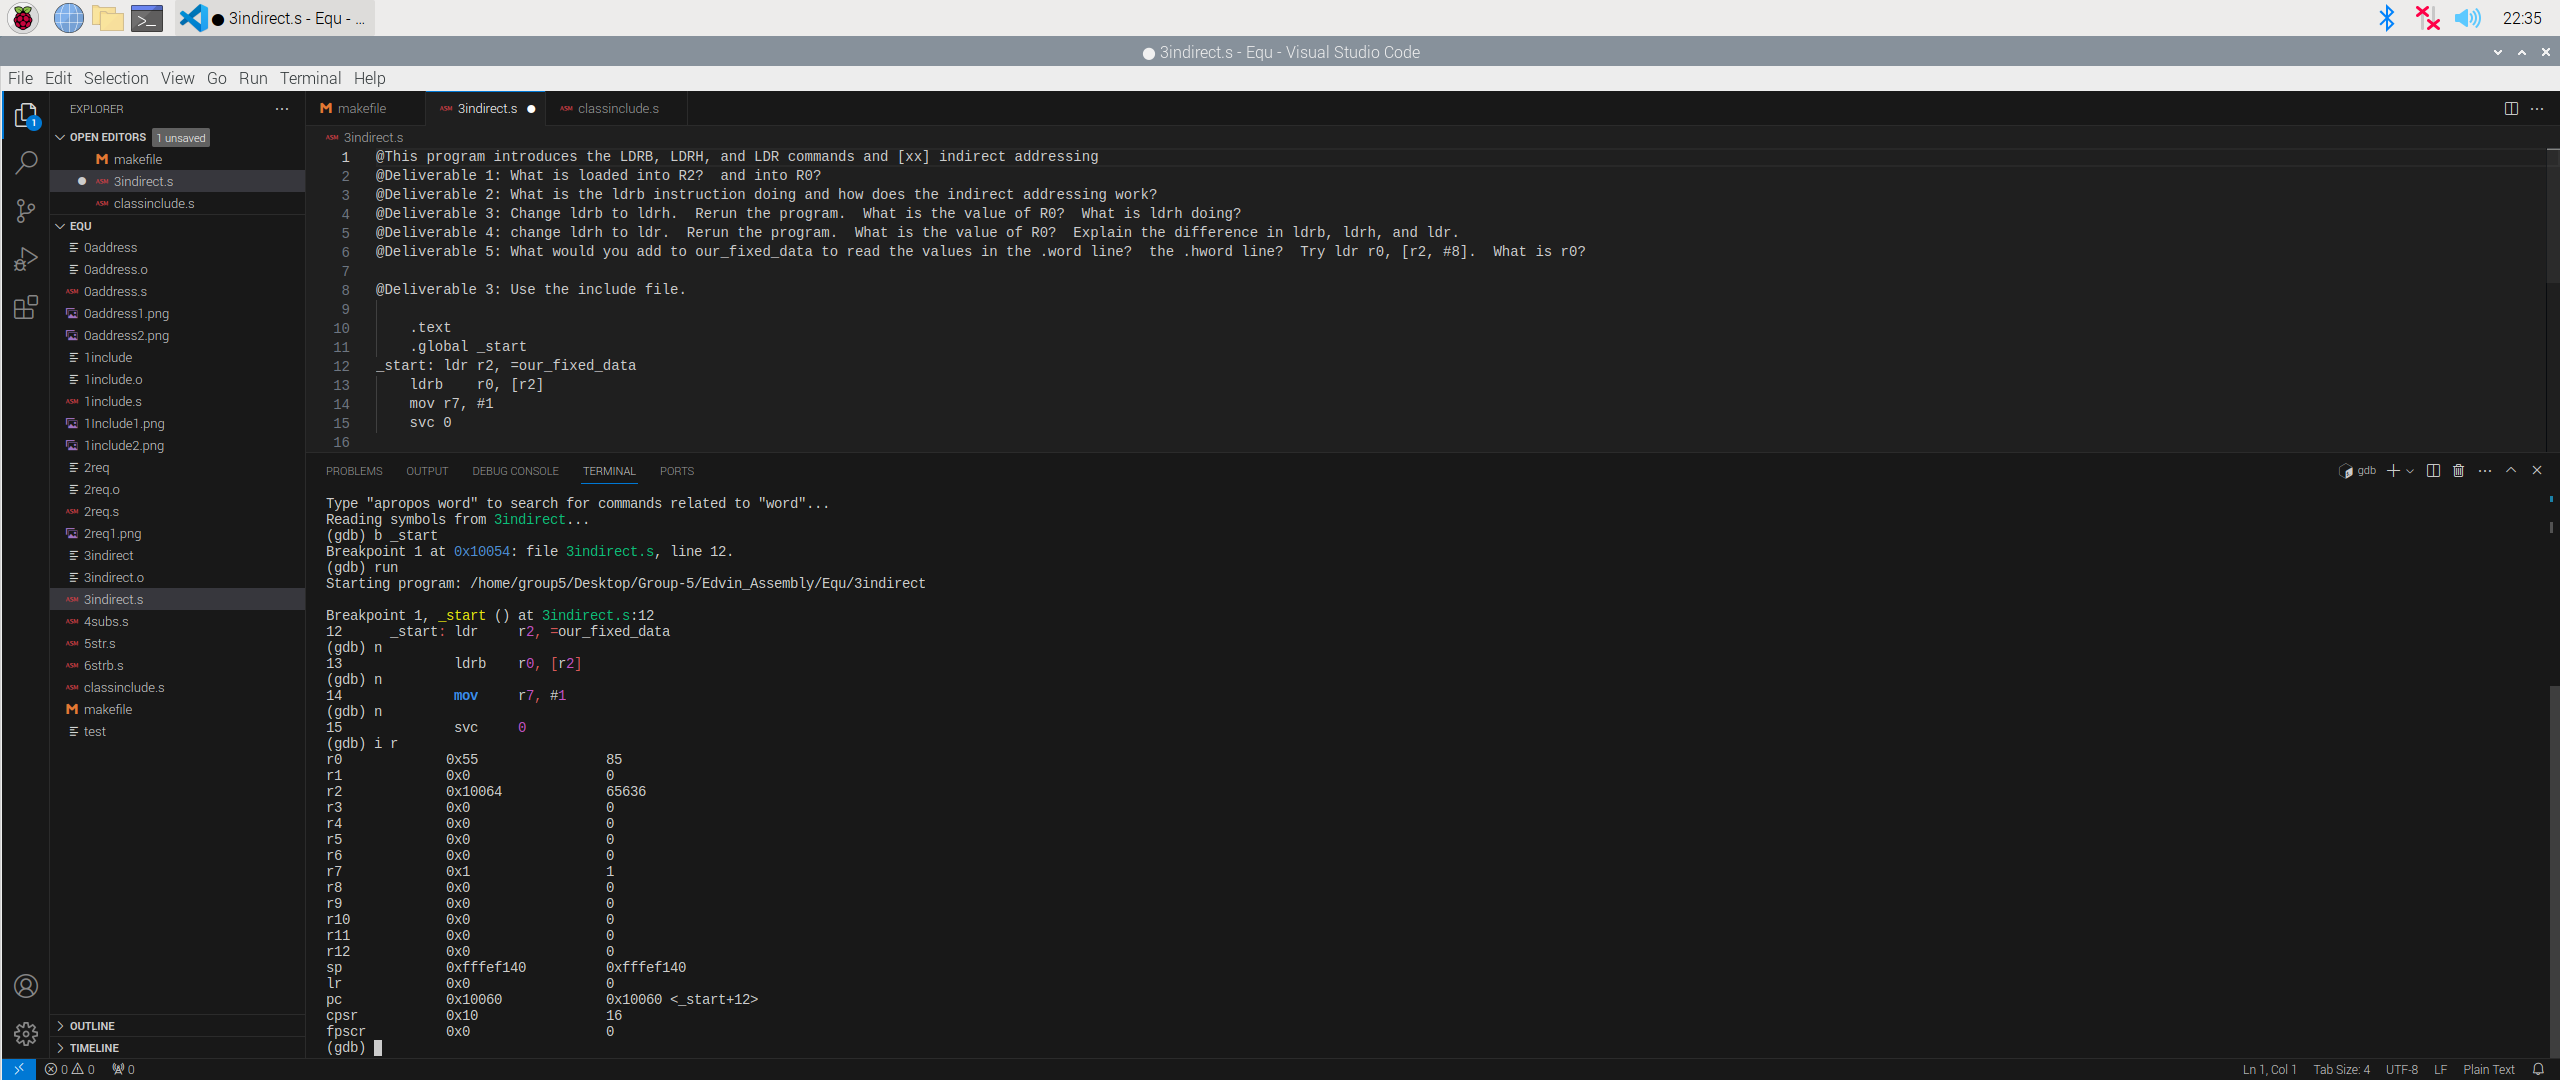 3indirect.s - Equ - ...
22:35
3indirect.s - Equ - Visual Studio Code
File Edit Selection View Go Run Terminal Help
EXPLORER
OPEN EDITORS 1 unsaved
makefile
3indirect.s
classinclude.s
EQU
0address
0address.o
0address.s
0address1.png
0address2.png
1include
1include.o
1include.s
1Include1.png
1include2.png
2req
2req.o
2req.s
2req1.png
3indirect
3indirect.o
3indirect.s
4subs.s
5str.s
6strb.s
classinclude.s
makefile
test
OUTLINE
TIMELINE
makefile 3indirect.s classinclude.s
3indirect.s
1 @This program introduces the LDRB, LDRH, and LDR commands and [xx] indirect addressing
2 @Deliverable 1: What is loaded into R2?  and into R0?
3 @Deliverable 2: What is the ldrb instruction doing and how does the indirect addressing work?
4 @Deliverable 3: Change ldrb to ldrh.  Rerun the program.  What is the value of R0?  What is ldrh doing?
5 @Deliverable 4: change ldrh to ldr.  Rerun the program.  What is the value of R0?  Explain the difference in ldrb, ldrh, and ldr.
6 @Deliverable 5: What would you add to our_fixed_data to read the values in the .word line?  the .hword line?  Try ldr r0, [r2, #8].  What is r0?
7
8 @Deliverable 3: Use the include file.
9
10     .text
11     .global _start
12 _start: ldr r2, =our_fixed_data
13     ldrb    r0, [r2]
14     mov r7, #1
15     svc 0
16
PROBLEMS OUTPUT DEBUG CONSOLE TERMINAL PORTS
gdb
Type "apropos word" to search for commands related to "word"...
Reading symbols from 3indirect...
(gdb) b _start
Breakpoint 1 at 0x10054: file 3indirect.s, line 12.
(gdb) run
Starting program: /home/group5/Desktop/Group-5/Edvin_Assembly/Equ/3indirect
Breakpoint 1, _start () at 3indirect.s:12
12      _start: ldr     r2, =our_fixed_data
(gdb) n
13              ldrb    r0, [r2]
(gdb) n
14              mov     r7, #1
(gdb) n
15              svc     0
(gdb) i r
r0             0x55                85
r1             0x0                 0
r2             0x10064             65636
r3             0x0                 0
r4             0x0                 0
r5             0x0                 0
r6             0x0                 0
r7             0x1                 1
r8             0x0                 0
r9             0x0                 0
r10            0x0                 0
r11            0x0                 0
r12            0x0                 0
sp             0xfffef140          0xfffef140
lr             0x0                 0
pc             0x10060             0x10060 <_start+12>
cpsr           0x10                16
fpscr          0x0                 0
(gdb)
0 0 0
Ln 1, Col 1 Tab Size: 4 UTF-8 LF Plain Text